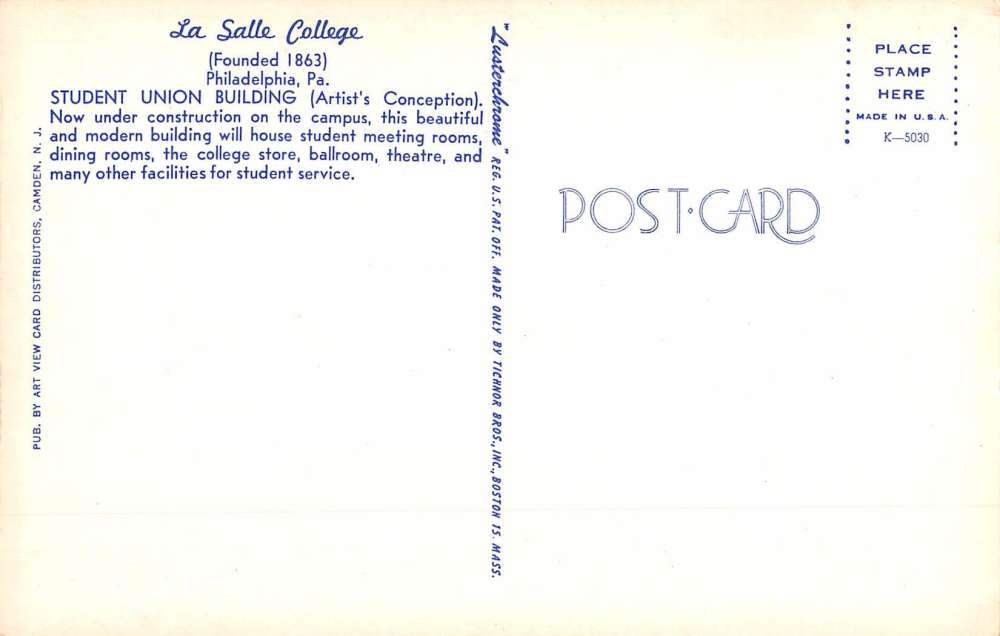 La Salle College
(Founded 1863)
Philadelphia, Pa.
STUDENT UNION BUILDING (Artist's Conception).
Now under construction on the campus, this beautiful
and modern building will house student meeting rooms,
dining rooms, the college store, ballroom, theatre, and
many other facilities for student service.
PUB. BY ART VIEW CARD DISTRIBUTORS, CAMDEN, N. J.
"Lusterchrome" REG. U.S. PAT. OFF. MADE ONLY BY TICHNOR BROS., INC., BOSTON 15, MASS.
PLACE
STAMP
HERE
MADE IN U.S.A.
K—5030
POST·CARD